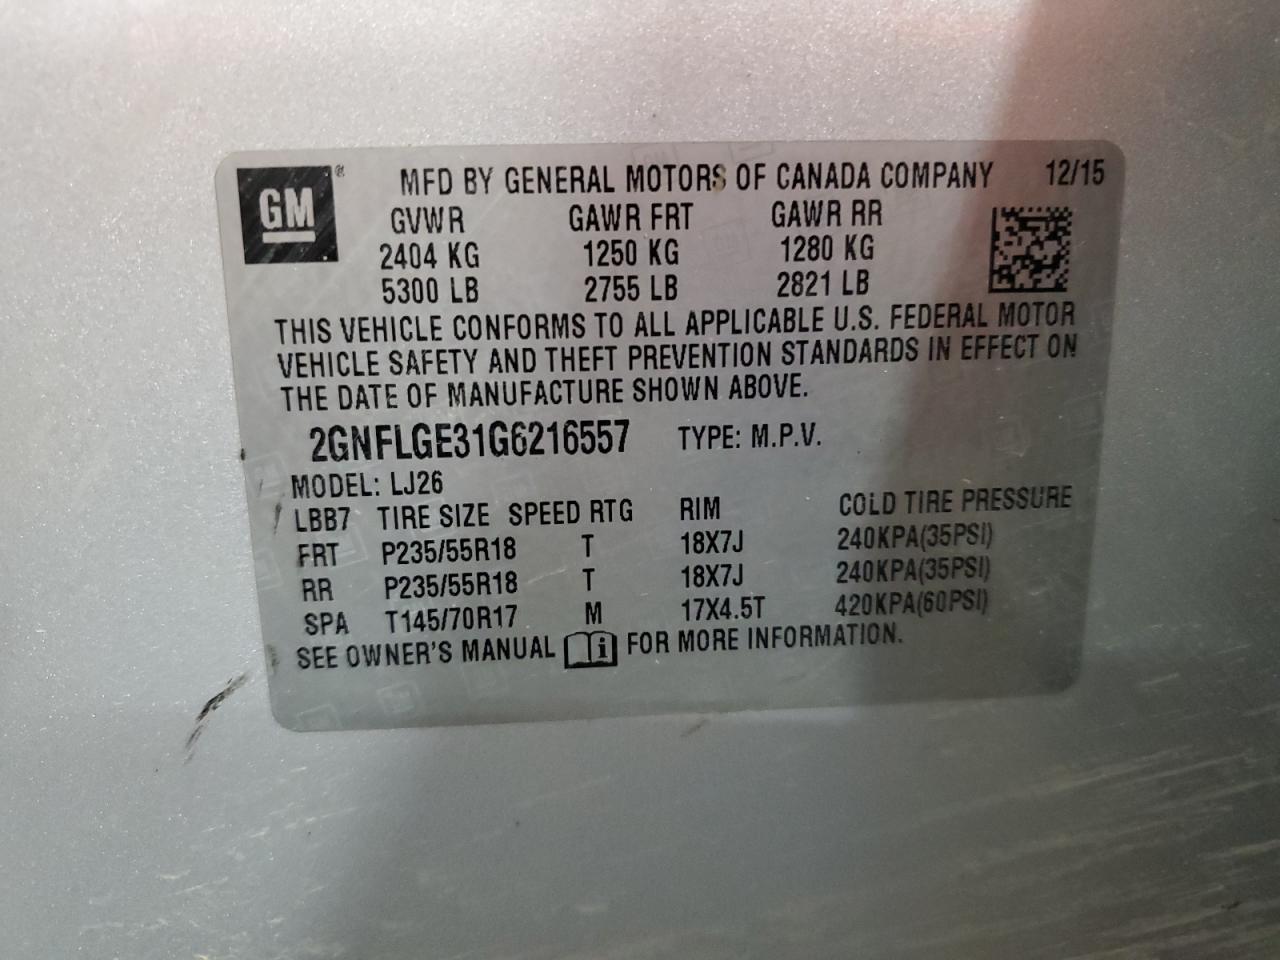 GM ® MFD BY GENERAL MOTORS OF CANADA COMPANY 12/15
GVWR GAWR FRT GAWR RR
2404 KG 1250 KG 1280 KG
5300 LB 2755 LB 2821 LB
THIS VEHICLE CONFORMS TO ALL APPLICABLE U.S. FEDERAL MOTOR
VEHICLE SAFETY AND THEFT PREVENTION STANDARDS IN EFFECT ON
THE DATE OF MANUFACTURE SHOWN ABOVE.
2GNFLGE31G6216557 TYPE: M.P.V.
MODEL: LJ26
LBB7 TIRE SIZE SPEED RTG RIM COLD TIRE PRESSURE
FRT P235/55R18 T 18X7J 240KPA(35PSI)
RR P235/55R18 T 18X7J 240KPA(35PSI)
SPA T145/70R17 M 17X4.5T 420KPA(60PSI)
SEE OWNER'S MANUAL i FOR MORE INFORMATION.